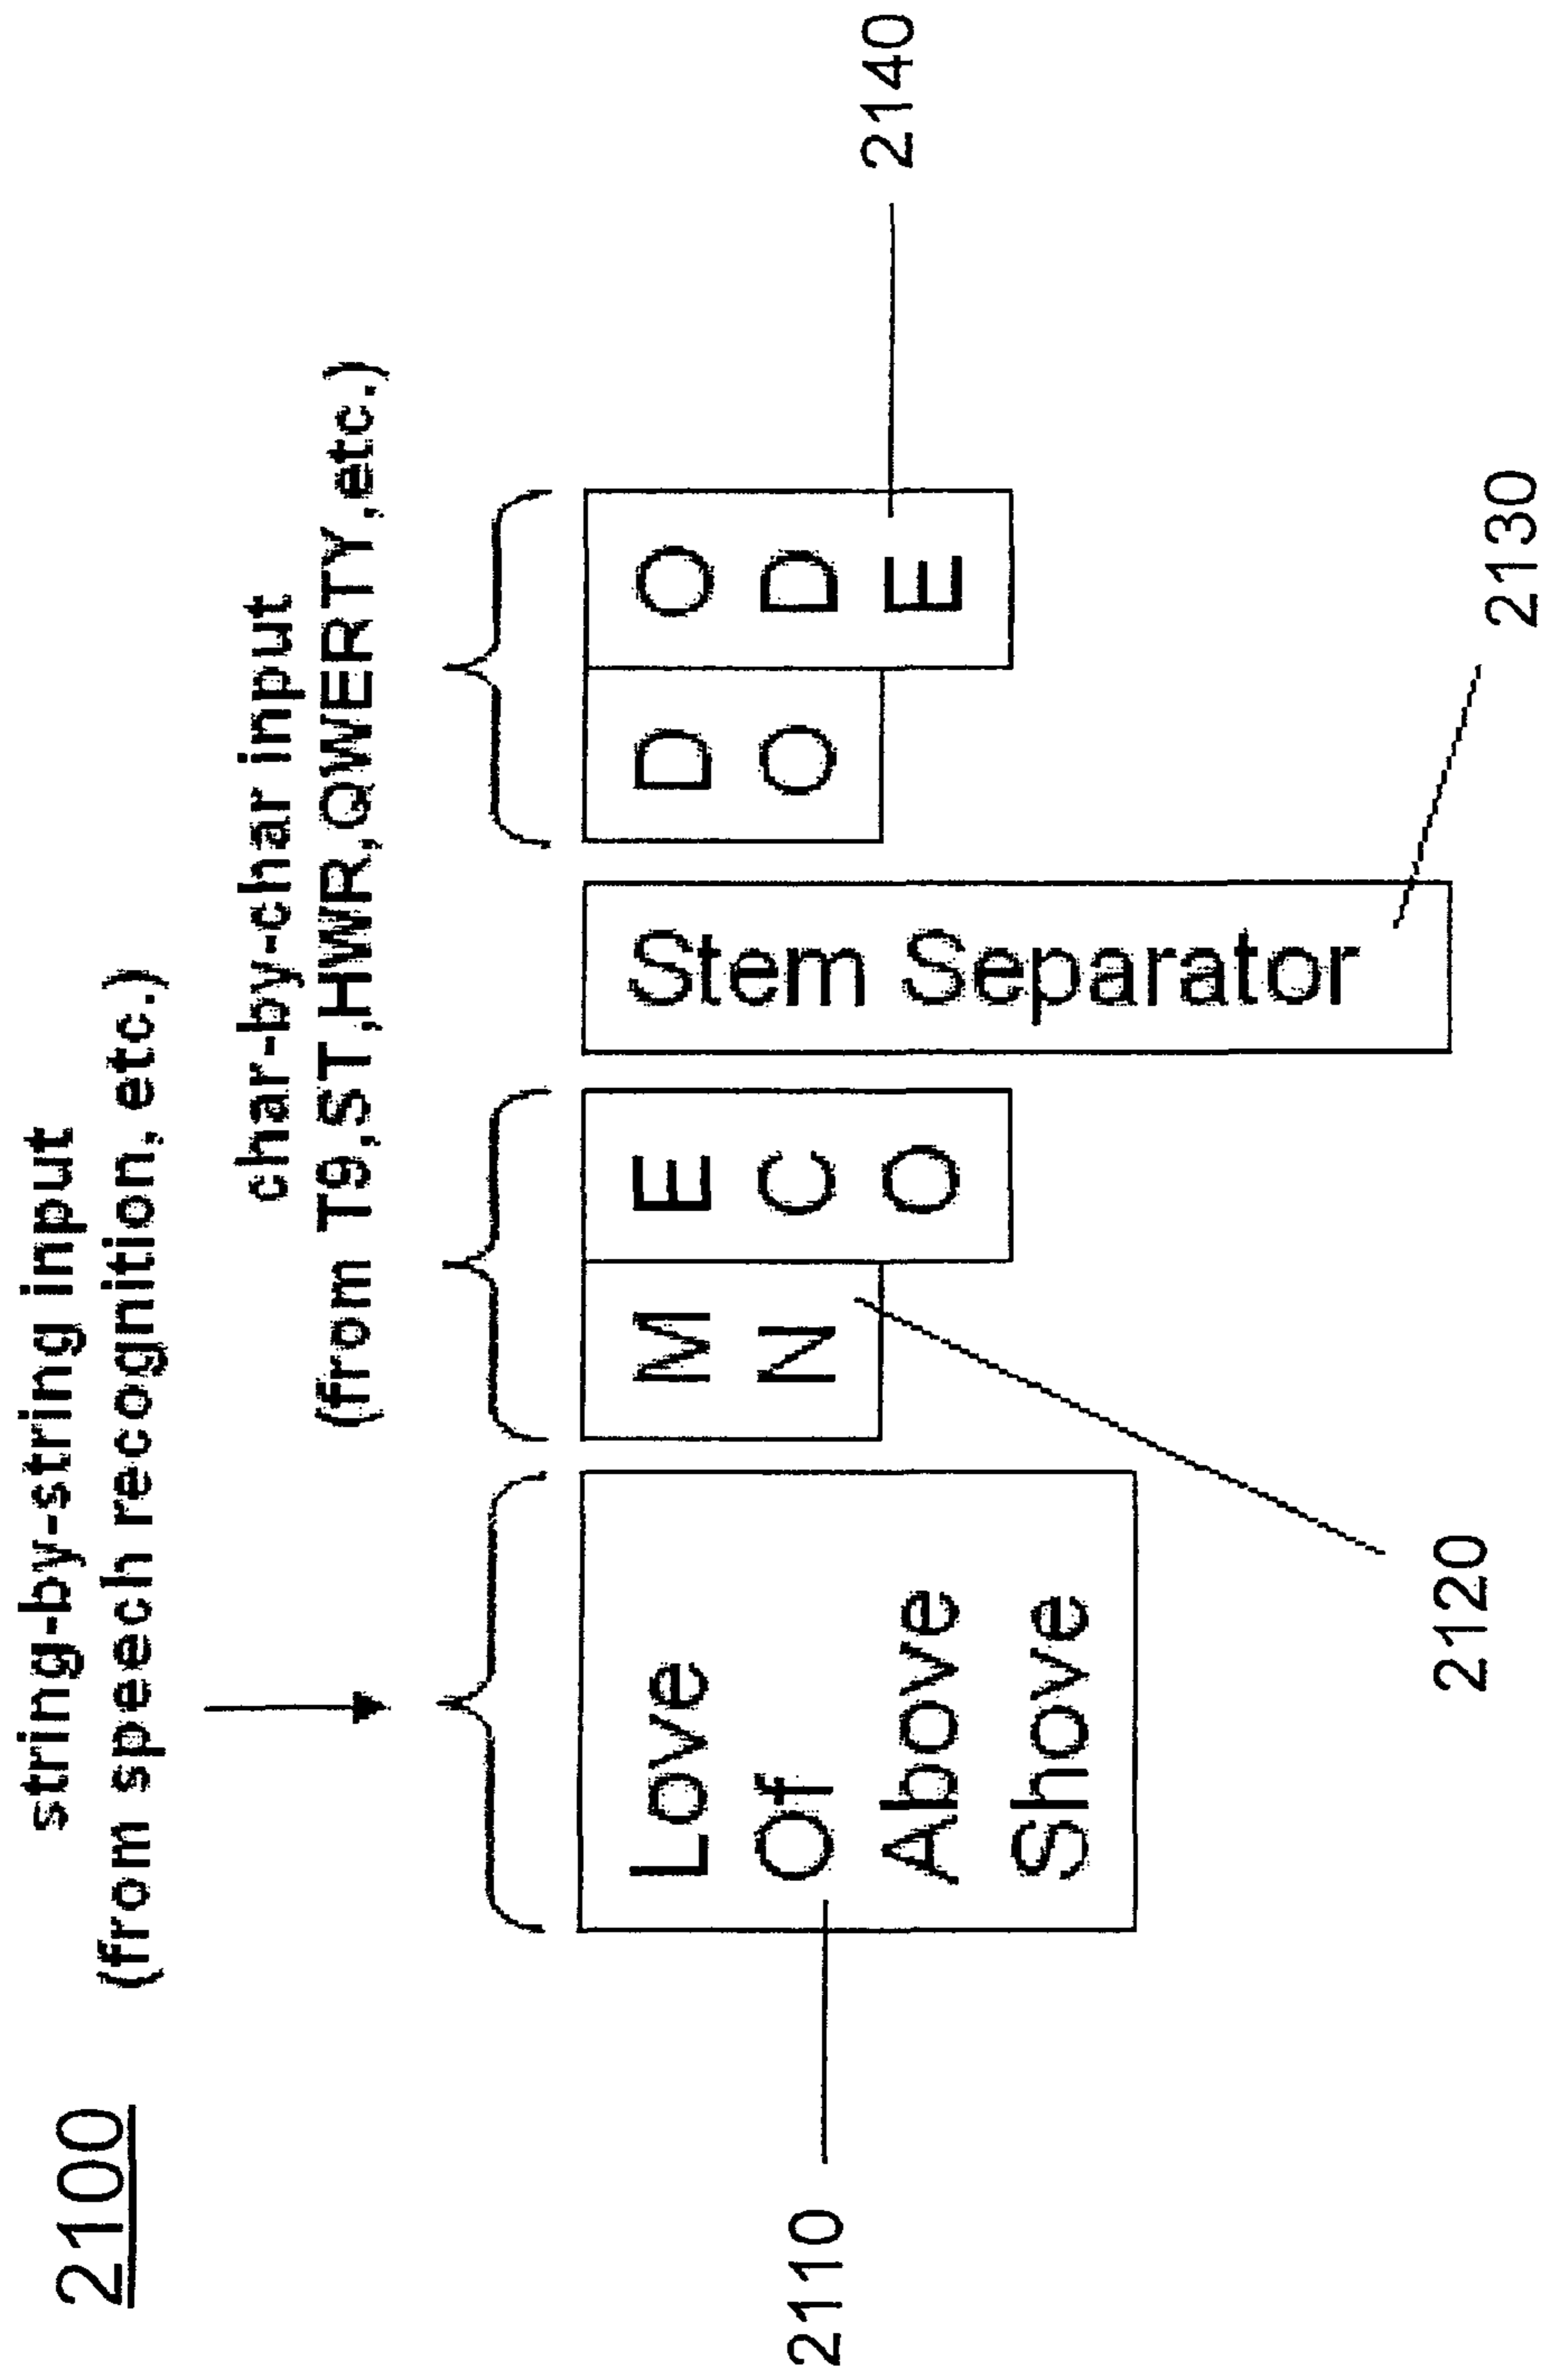 2100
string-by-string input
(from speech recognition, etc.)
char-by-char input
(from T9,ST,HWR,QWERTY,etc.)
Love
Of
Above
Shove
M
N
E
C
O
Stem Separator
D
O
O
D
E
2110
2120
2130
2140